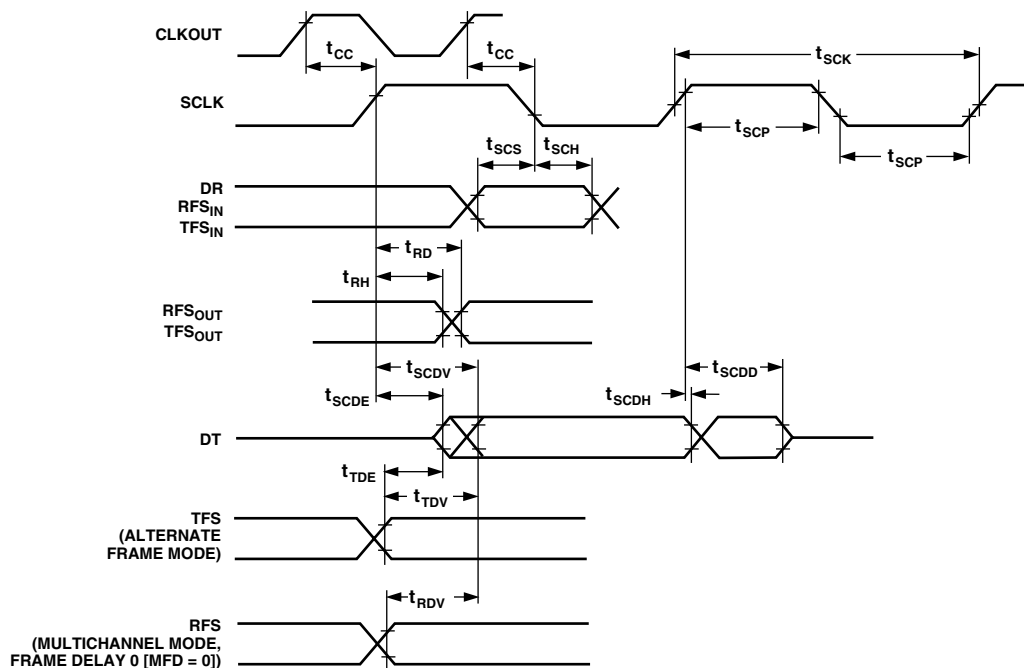 CLKOUT
tCC
tCC
tSCK
SCLK
tSCP
tSCP
tSCS
tSCH
DR
RFSIN
TFSIN
tRD
tRH
RFSOUT
TFSOUT
tSCDV
tSCDE
tSCDD
tSCDH
DT
tTDE
tTDV
TFS
(ALTERNATE
FRAME MODE)
tRDV
RFS
(MULTICHANNEL MODE,
FRAME DELAY 0 [MFD = 0])